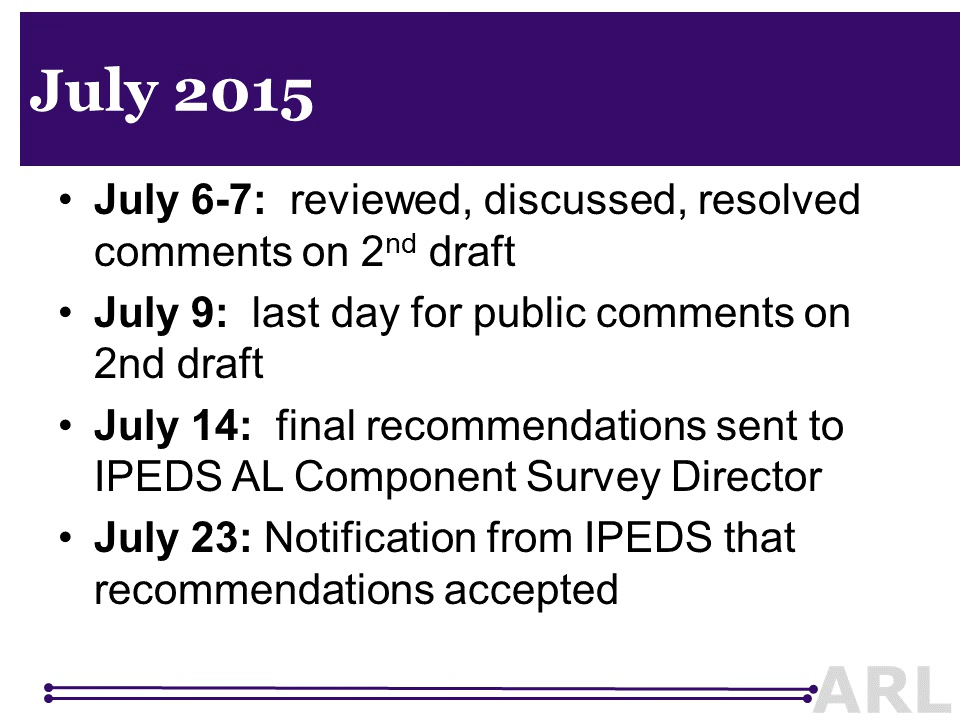 July 2015
• July 6-7:  reviewed, discussed, resolved
comments on 2nd draft
• July 9:  last day for public comments on
2nd draft
• July 14:  final recommendations sent to
IPEDS AL Component Survey Director
• July 23: Notification from IPEDS that
recommendations accepted
ARL